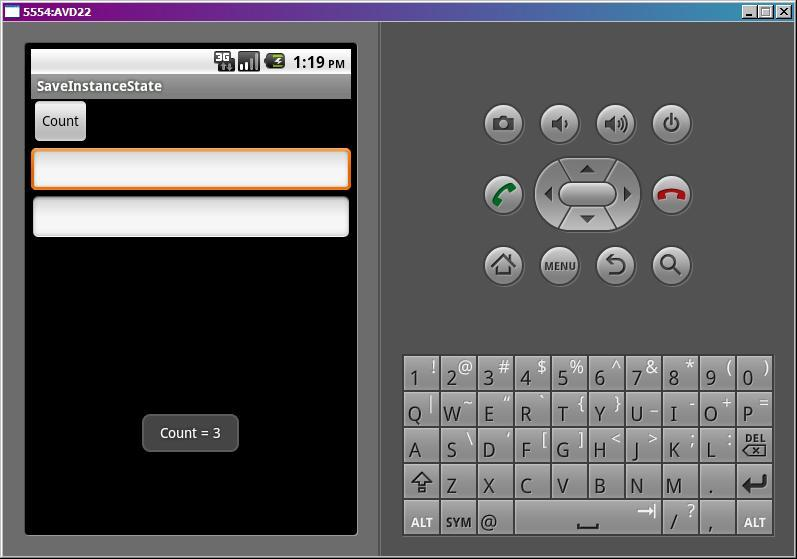 5554:AVD22
3G 1:19 PM
SaveInstanceState
Count
Count = 3
MENU
1 ! 2 @ 3 # 4 $ 5 % 6 ^ 7 & 8 * 9 ( 0 )
Q | W ~ E " R ` T { Y } U _ I - O + P =
A S \ D ' F [ G ] H < J > K ; L : DEL
Z X C V B N M .
ALT SYM @ / ? , ALT